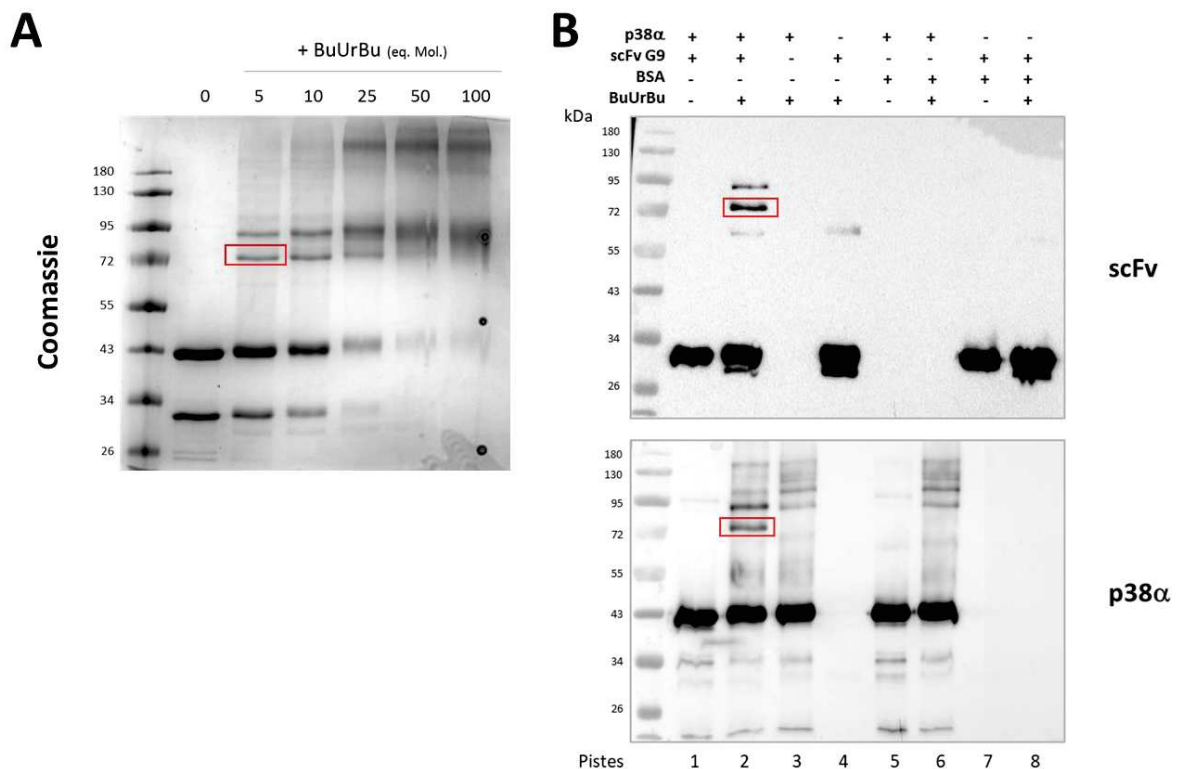 A
+ BuUrBu (eq. Mol.)
0 5 10 25 50 100
180
130
95
72
55
43
34
26
Coomassie
B
p38α + + + - + + - -
scFv G9 + + - + - - + +
BSA - - - - + + + +
BuUrBu - + + + - + - +
kDa
180
130
95
72
55
43
34
26
scFv
180
130
95
72
55
43
34
26
p38α
Pistes 1 2 3 4 5 6 7 8